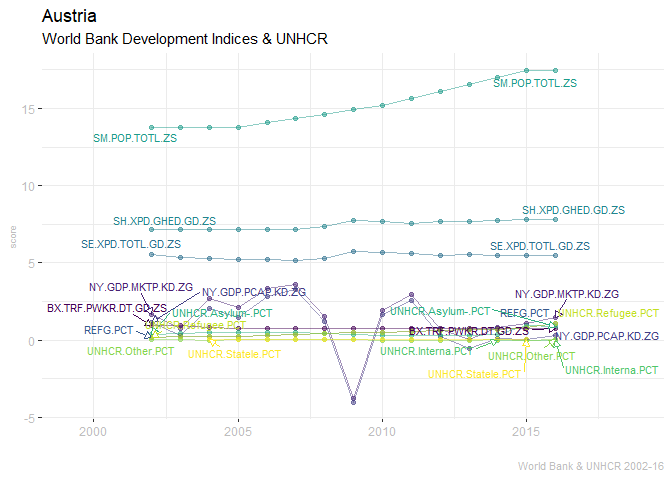 Austria
World Bank Development Indices & UNHCR
score
15
10
5
0
-5
SM.POP.TOTL.ZS
SM.POP.TOTL.ZS
SH.XPD.GHED.GD.ZS
SH.XPD.GHED.GD.ZS
SE.XPD.TOTL.GD.ZS
SE.XPD.TOTL.GD.ZS
NY.GDP.MKTP.KD.ZG
NY.GDP.PCAP.KD.ZG
NY.GDP.MKTP.KD.ZG
BX.TRF.PWKR.DT.GD.ZS
UNHCR.Asylum-.PCT
UNHCR.Asylum-.PCT
REFG.PCT
UNHCR.Refugee.PCT
UNHCR.Refugee.PCT
REFG.PCT
BX.TRF.PWKR.DT.GD.ZS
NY.GDP.PCAP.KD.ZG
UNHCR.Other.PCT
UNHCR.Statele.PCT
UNHCR.Interna.PCT
UNHCR.Other.PCT
UNHCR.Statele.PCT
UNHCR.Interna.PCT
2000
2005
2010
2015
World Bank & UNHCR 2002-16